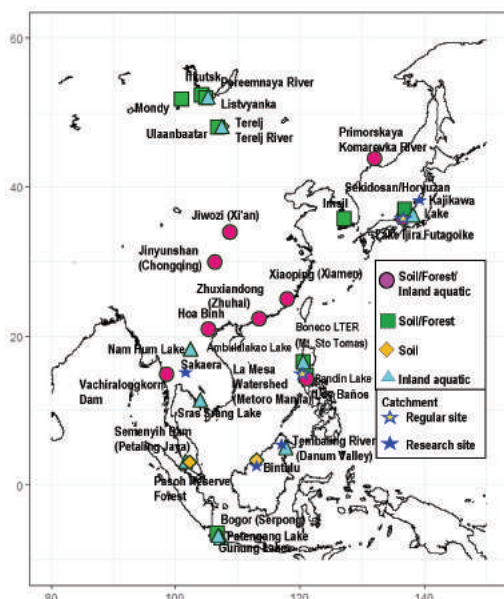 60
40
20
0
80
100
120
140
Irkutsk
Pereemnaya River
Mondy
Listvyanka
Terelj
Ulaanbaatar
Terelj River
Primorskaya
Komarovka River
Sekidosan/Horyuzan
Imsil
Kajikawa
Lake
Lake Ijira Futagoike
Jiwozi (Xi'an)
Jinyunshan
(Chongqing)
Xiaoping (Xiamen)
Zhuxiandong
(Zhuhai)
Hoa Binh
Boneco LTER
(Mt. Sto Tomas)
Nam Hum Lake
Ambulalakao Lake
Sakaera
La Mesa
Watershed
(Metoro Manila)
Vachiralongkorn
Dam
Bandin Lake
Los Baños
Sras Srang Lake
Semenyih Dam
(Petaling Jaya)
Tembaling River
(Danum Valley)
Bintulu
Pasoh Reserve
Forest
Bogor (Serpong)
Patengang Lake
Gunung Lake
Soil/Forest/
Inland aquatic
Soil/Forest
Soil
Inland aquatic
Catchment
Regular site
Research site